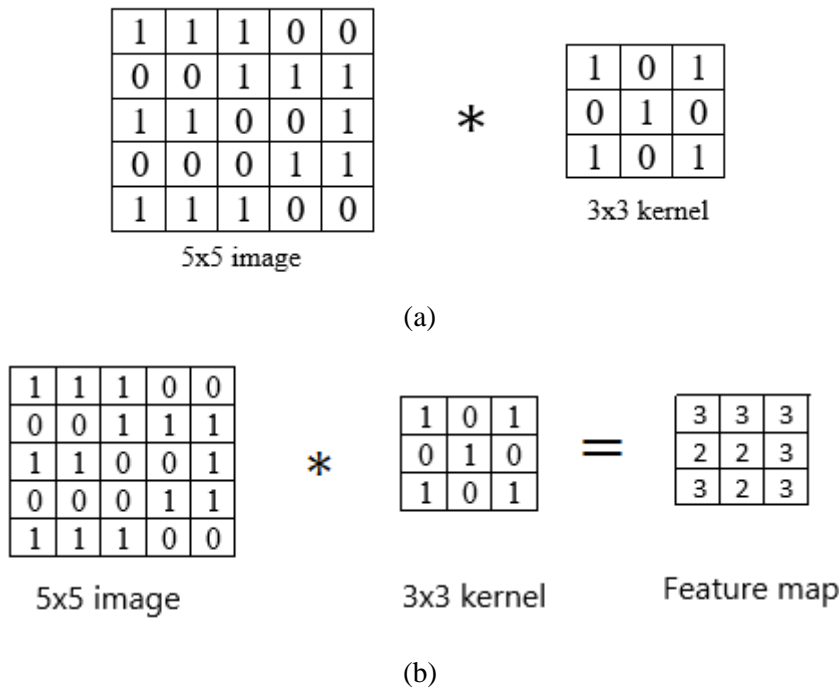 1 1 1 0 0
0 0 1 1 1
1 1 0 0 1
0 0 0 1 1
1 1 1 0 0
5x5 image
*
1 0 1
0 1 0
1 0 1
3x3 kernel
(a)
1 1 1 0 0
0 0 1 1 1
1 1 0 0 1
0 0 0 1 1
1 1 1 0 0
5x5 image
*
1 0 1
0 1 0
1 0 1
3x3 kernel
=
3 3 3
2 2 3
3 2 3
Feature map
(b)